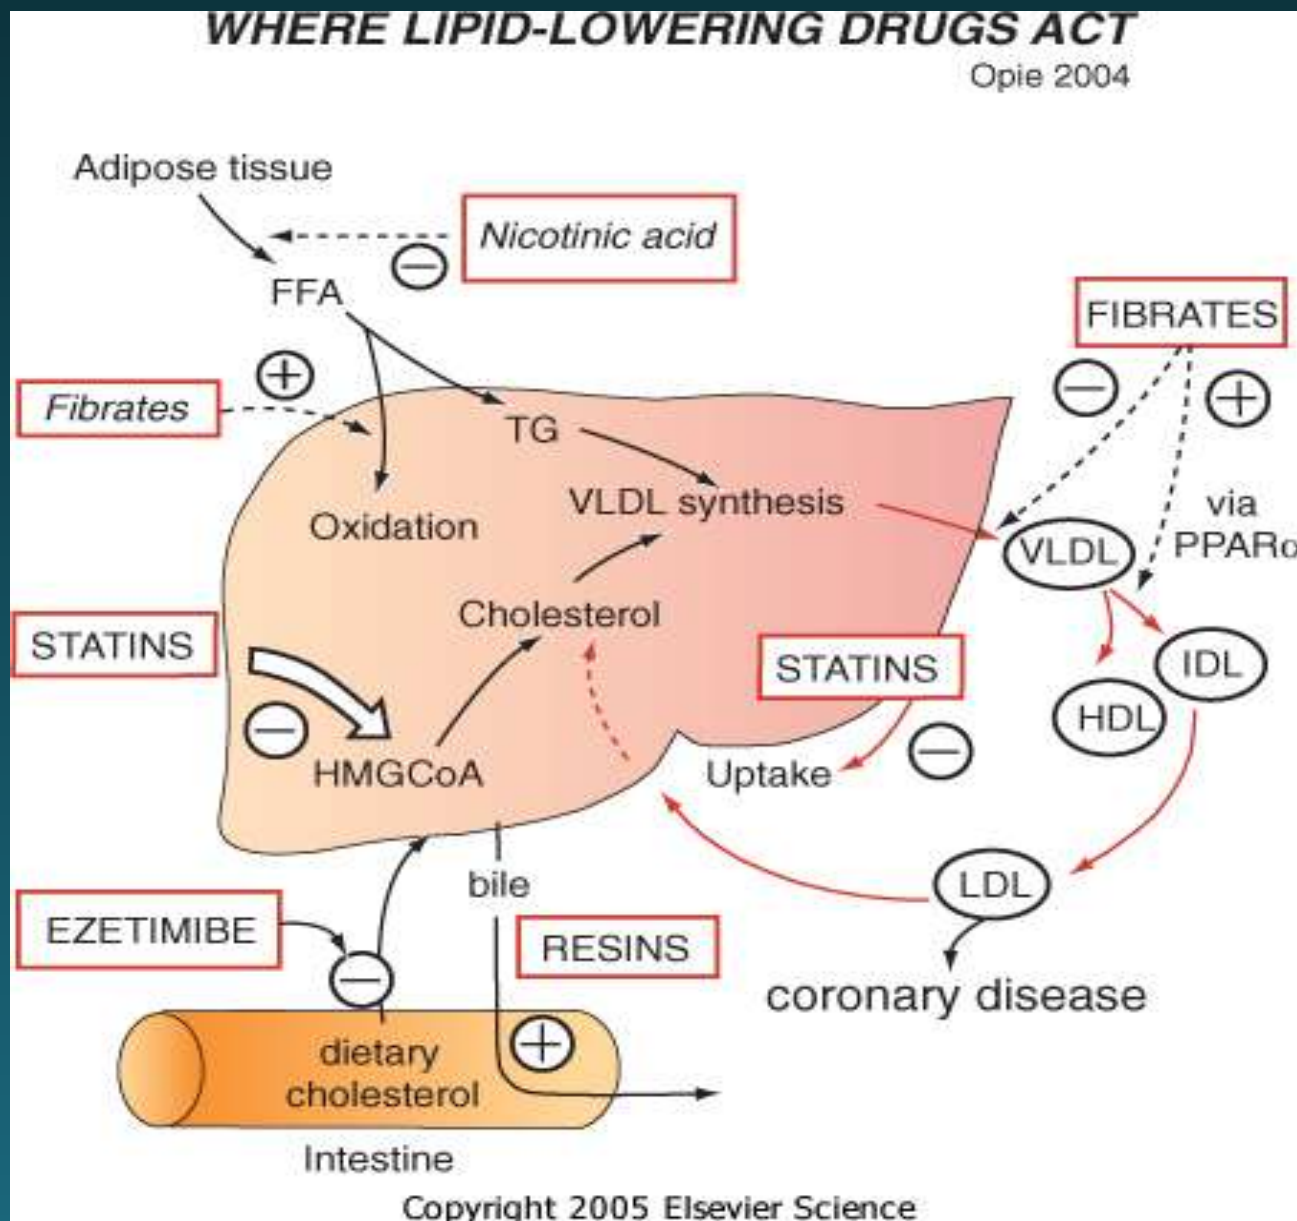 WHERE LIPID-LOWERING DRUGS ACT
Opie 2004
Adipose tissue
Nicotinic acid
−
FFA
FIBRATES
+
−
+
Fibrates
TG
VLDL synthesis
via
PPARα
Oxidation
VLDL
Cholesterol
STATINS
STATINS
IDL
HDL
−
−
HMGCoA
Uptake
LDL
bile
EZETIMIBE
RESINS
−
coronary disease
+
dietary
cholesterol
Intestine
Copyright 2005 Elsevier Science